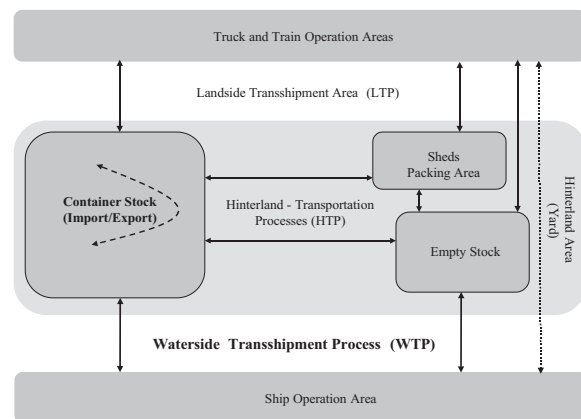 Truck and Train Operation Areas
Landside Transshipment Area (LTP)
Sheds
Packing Area
Container Stock
(Import/Export)
Hinterland - Transportation
Processes (HTP)
Hinterland Area
(Yard)
Empty Stock
Waterside Transshipment Process (WTP)
Ship Operation Area